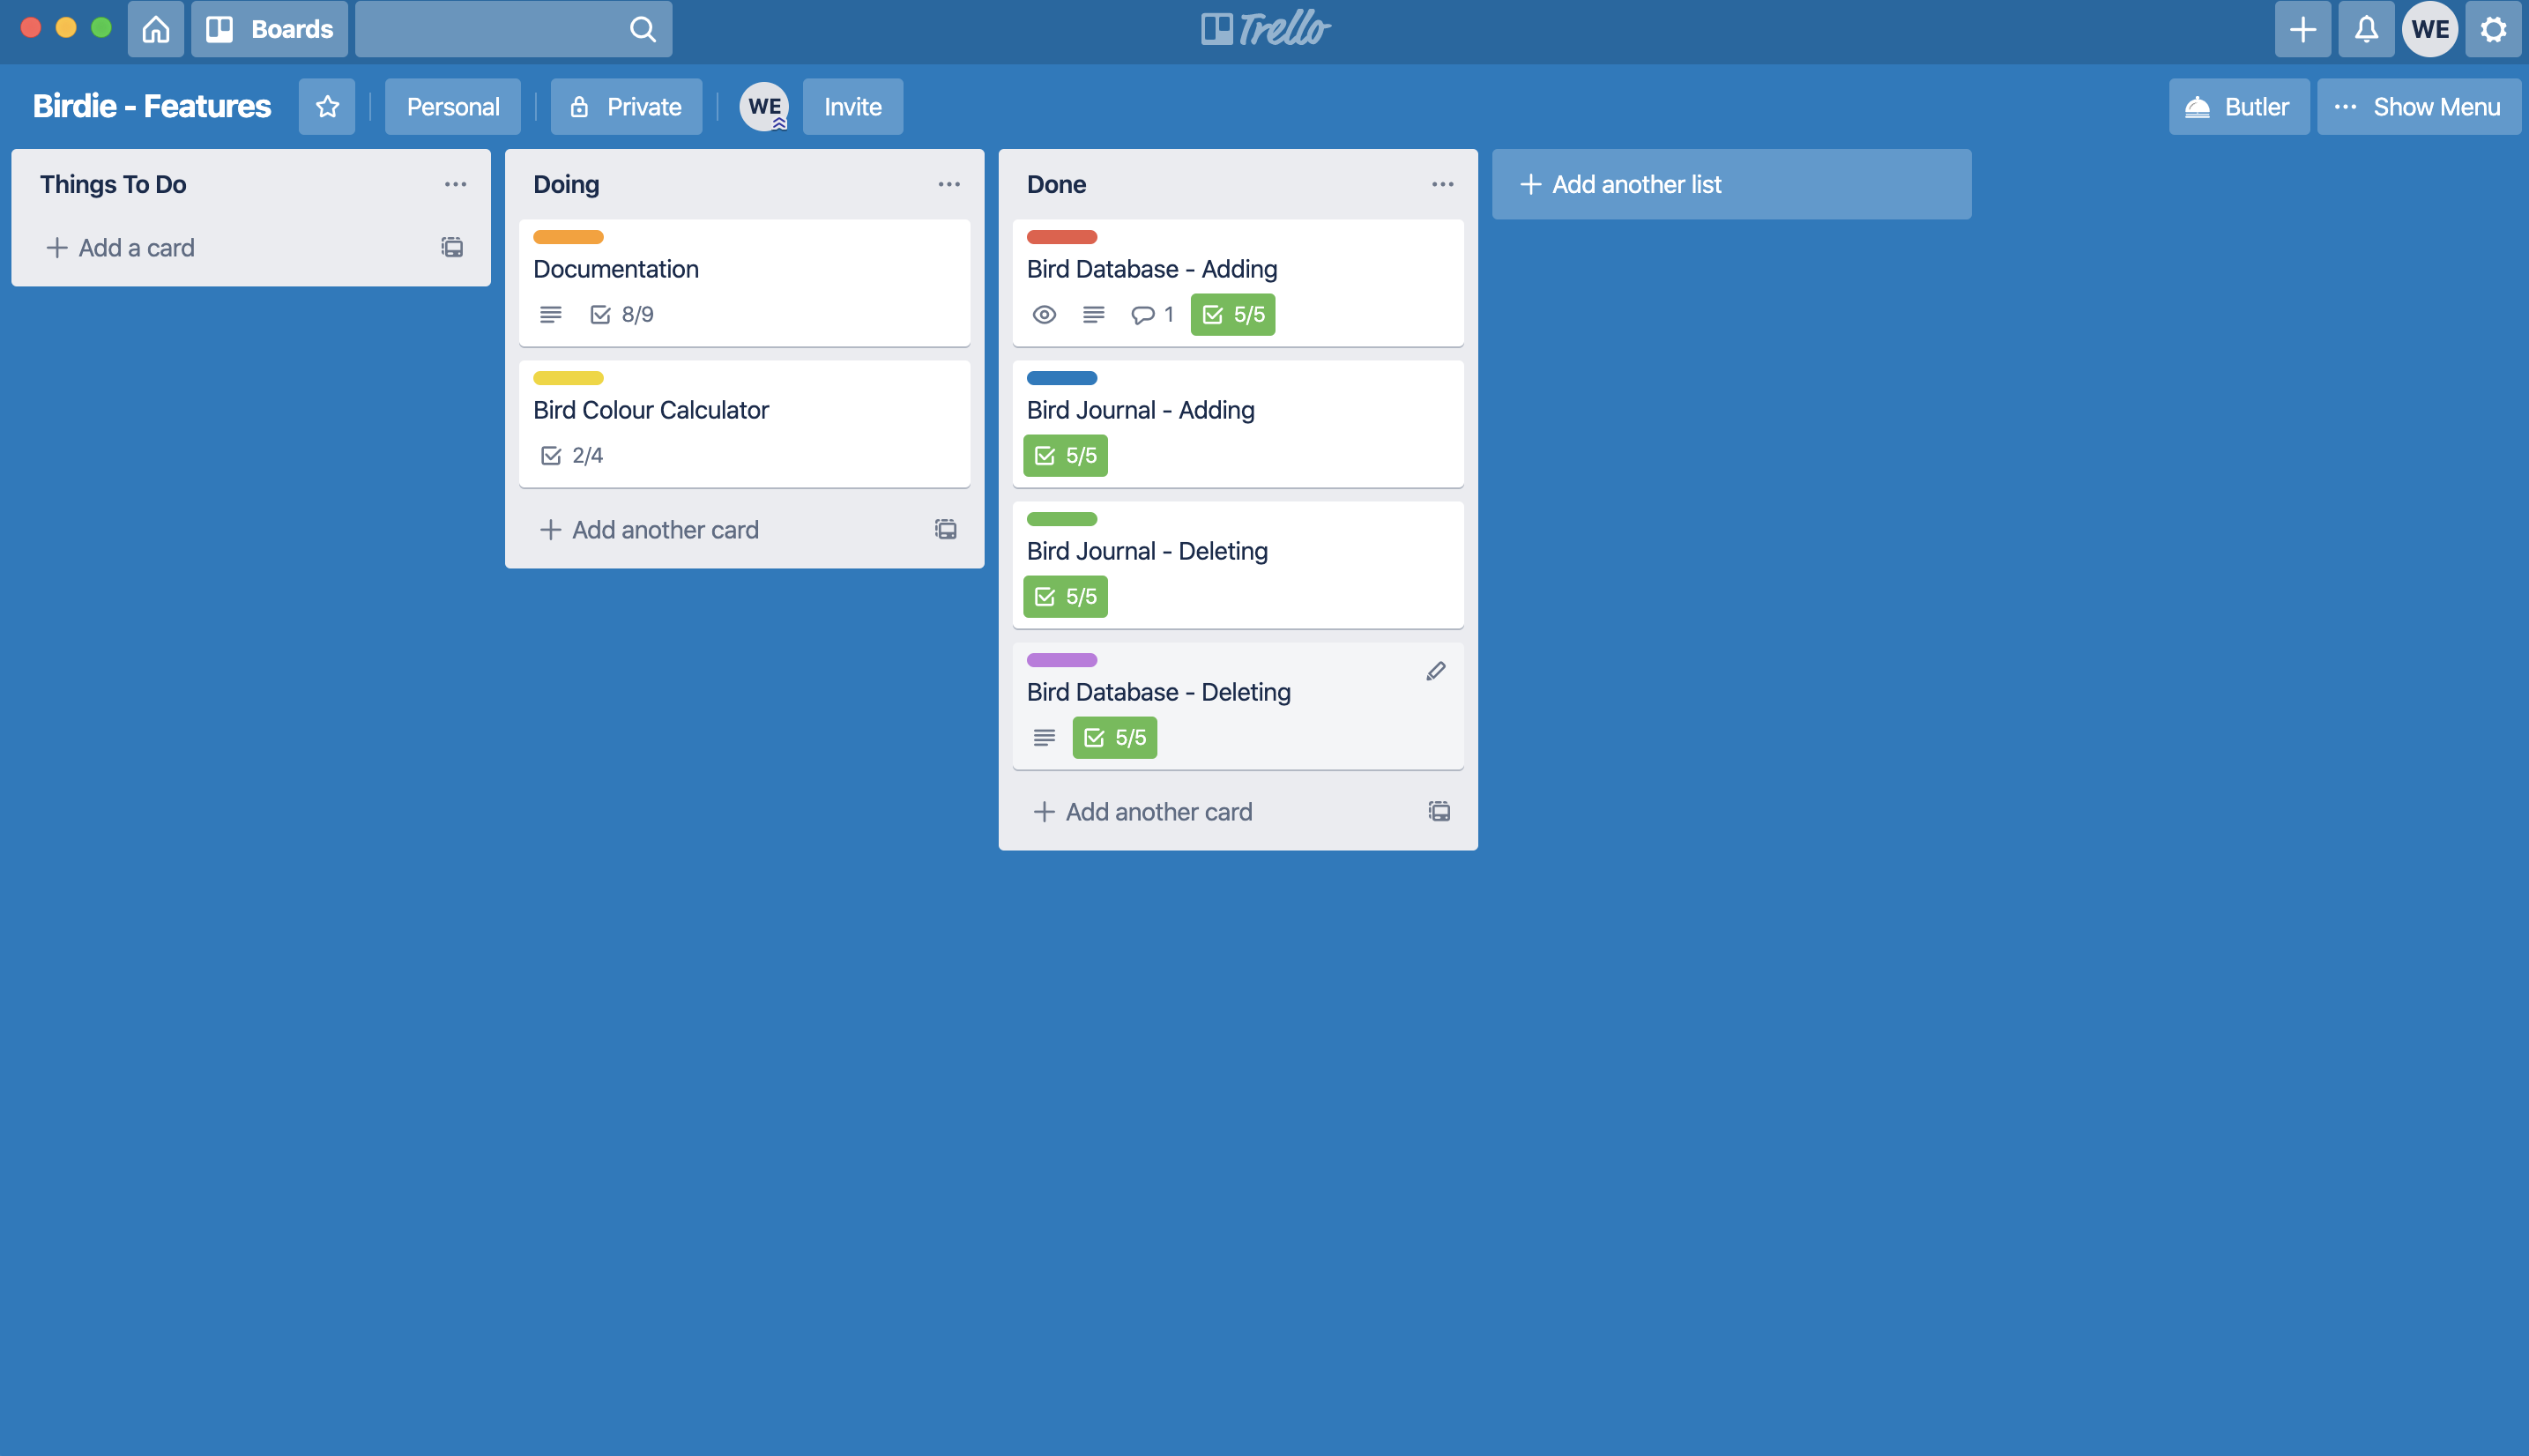 Boards
Trello
WE
Birdie - Features
Personal
Private
WE
Invite
Butler
Show Menu
Things To Do
Add a card
Doing
Documentation
8/9
Bird Colour Calculator
2/4
Add another card
Done
Bird Database - Adding
1
5/5
Bird Journal - Adding
5/5
Bird Journal - Deleting
5/5
Bird Database - Deleting
5/5
Add another card
Add another list